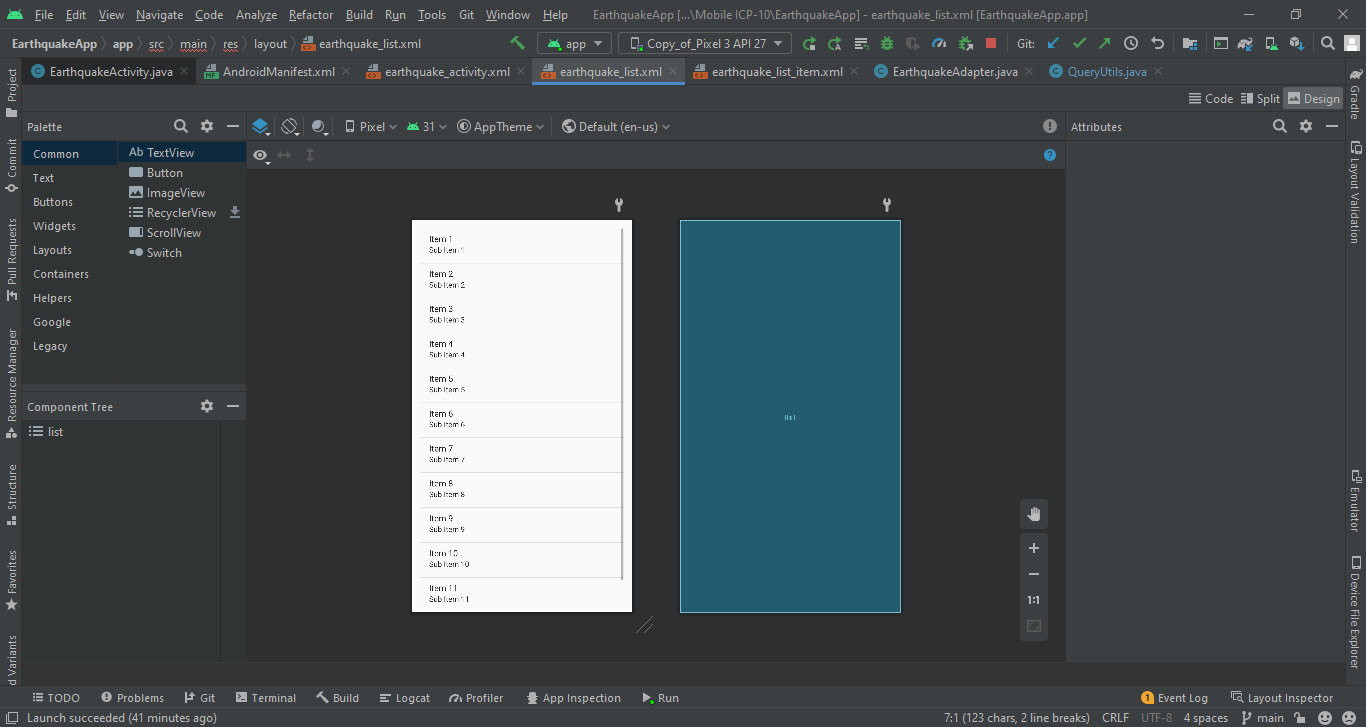 File Edit View Navigate Code Analyze Refactor Build Run Tools Git Window Help EarthquakeApp [...\Mobile ICP-10\EarthquakeApp] - earthquake_list.xml [EarthquakeApp.app]
EarthquakeApp app src main res layout earthquake_list.xml app Copy_of_Pixel 3 API 27 Git:
EarthquakeActivity.java AndroidManifest.xml earthquake_activity.xml earthquake_list.xml earthquake_list_item.xml EarthquakeAdapter.java QueryUtils.java
Code Split Design
Palette Pixel 31 AppTheme Default (en-us) Attributes
Common
Text
Buttons
Widgets
Layouts
Containers
Helpers
Google
Legacy
Ab TextView
Button
ImageView
RecyclerView
ScrollView
Switch
Component Tree
list
Item 1
Sub Item 1
Item 2
Sub Item 2
Item 3
Sub Item 3
Item 4
Sub Item 4
Item 5
Sub Item 5
Item 6
Sub Item 6
Item 7
Sub Item 7
Item 8
Sub Item 8
Item 9
Sub Item 9
Item 10
Sub Item 10
Item 11
Sub Item 11
list
1:1
Project
Commit
Pull Requests
Resource Manager
Structure
Favorites
d Variants
Gradle
Layout Validation
Emulator
Device File Explorer
TODO Problems Git Terminal Build Logcat Profiler App Inspection Run 1 Event Log Layout Inspector
Launch succeeded (41 minutes ago) 7:1 (123 chars, 2 line breaks) CRLF UTF-8 4 spaces main